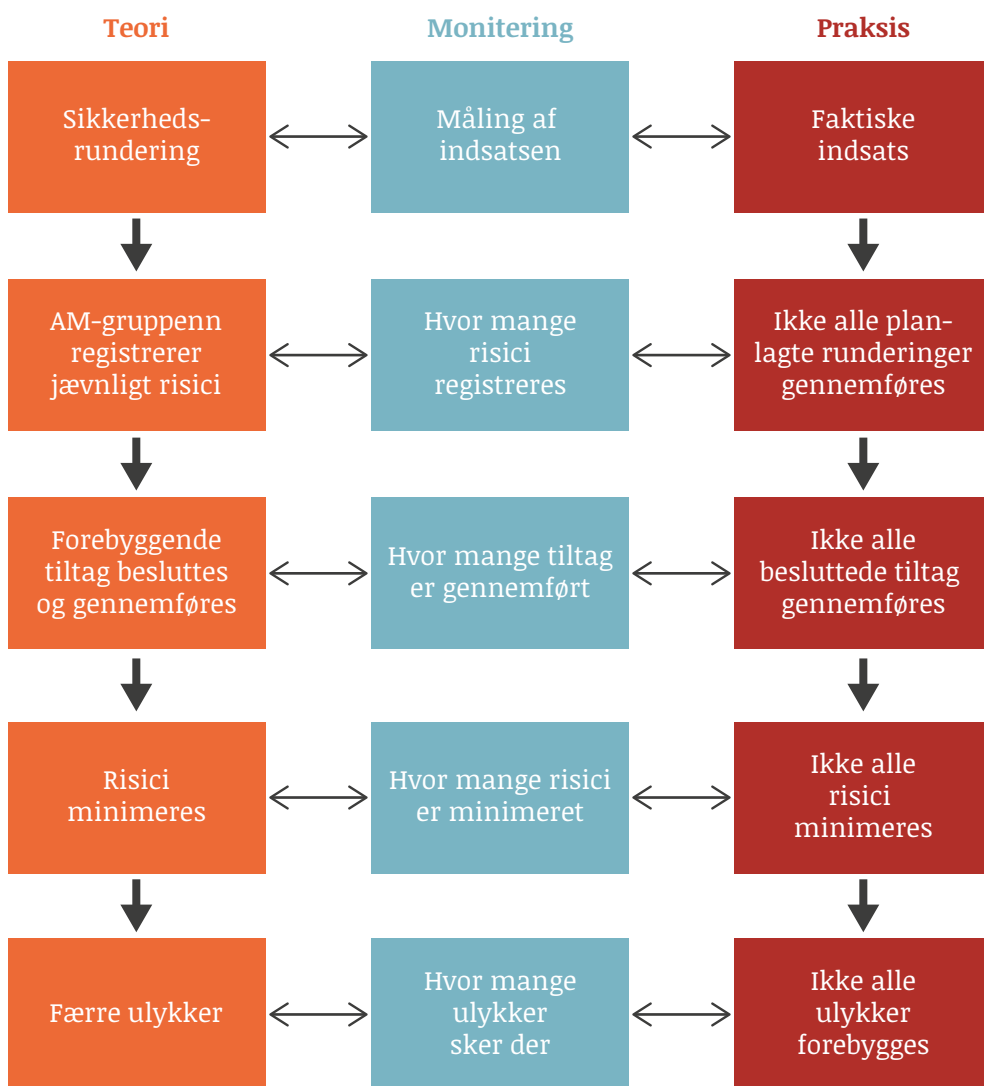 Teori
Monitering
Praksis
Sikkerheds-
rundering
Måling af
indsatsen
Faktiske
indsats
AM-gruppenn
registrerer
jævnligt risici
Hvor mange
risici
registreres
Ikke alle plan-
lagte runderinger
gennemføres
Forebyggende
tiltag besluttes
og gennemføres
Hvor mange tiltag
er gennemført
Ikke alle
besluttede tiltag
gennemføres
Risici
minimeres
Hvor mange risici
er minimeret
Ikke alle
risici
minimeres
Færre ulykker
Hvor mange
ulykker
sker der
Ikke alle
ulykker
forebygges